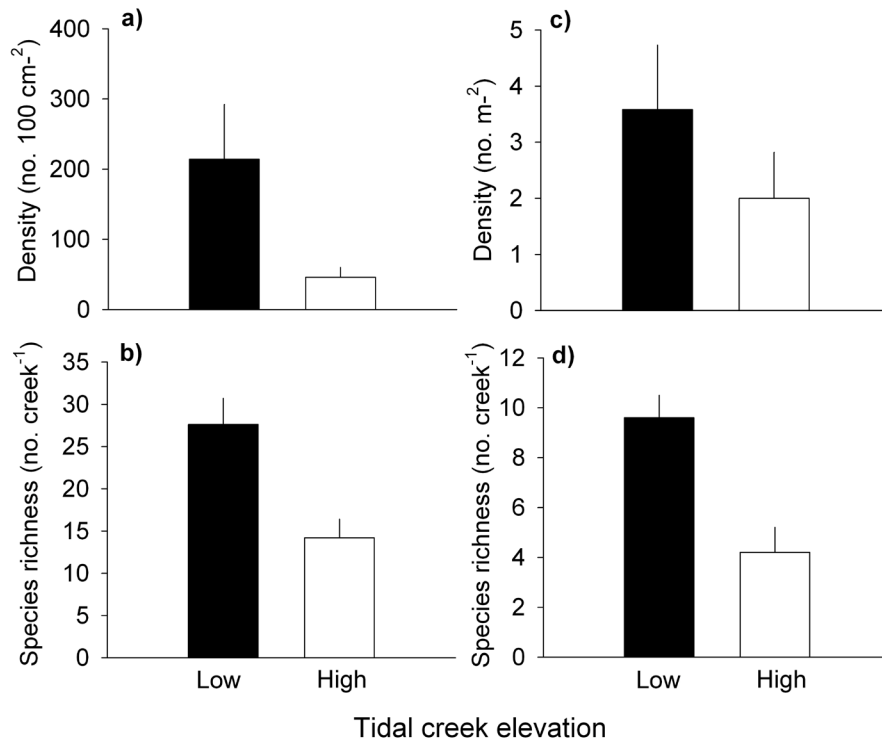 a)
Density (no. 100 cm-²)
400
300
200
100
0
c)
Density (no. m-²)
5
4
3
2
1
0
b)
Species richness (no. creek⁻¹)
35
30
25
20
15
10
5
0
Low
High
d)
Species richness (no. creek⁻¹)
12
10
8
6
4
2
0
Low
High
Tidal creek elevation